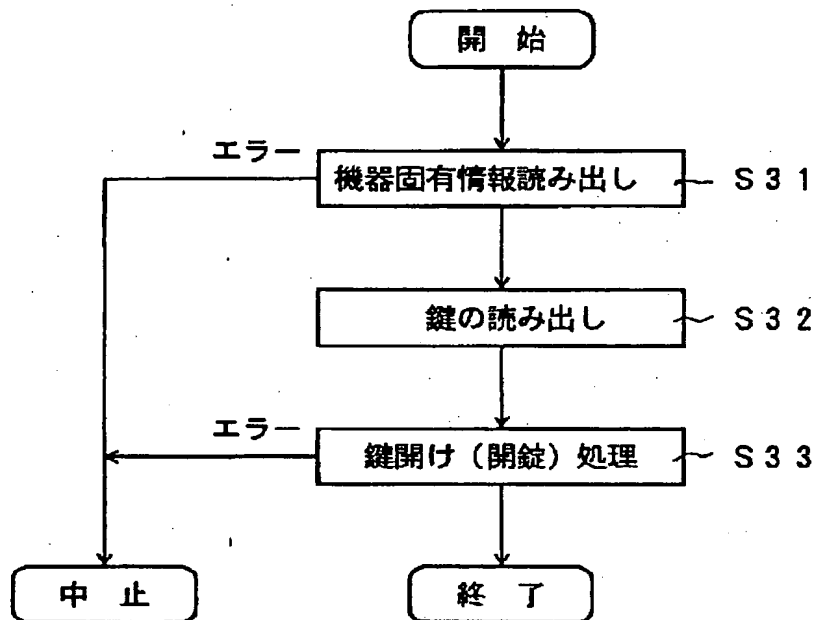 開 始
エラー
機器固有情報読み出し S31
鍵の読み出し S32
エラー
鍵開け（開錠）処理 S33
中 止
終 了